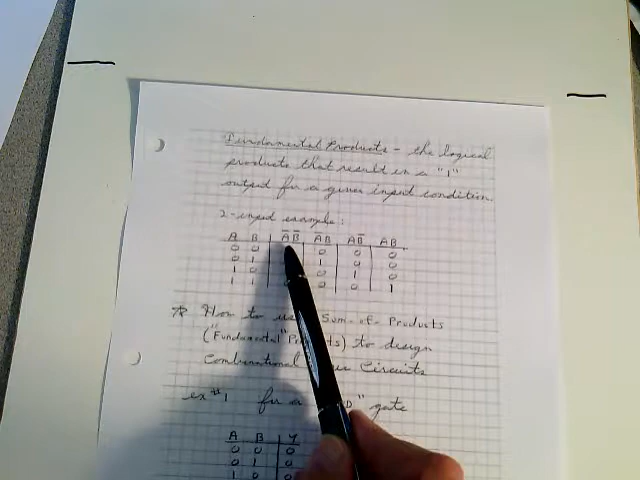 Fundamental Products - the logical
products that result in a "1"
output for a given input condition.
2-input example:
A B A̅ B̅ A̅ B A B̅ A B
0 0 0 0 0
0 1 1 0 0
1 0 0 1 0
1 1 0 0 1
* How to Sum-of-Products
("Fundamental" to design
Combinational Circuits
ex #1 for a gate
A B Y
0 0 0
0 1 0
1 0